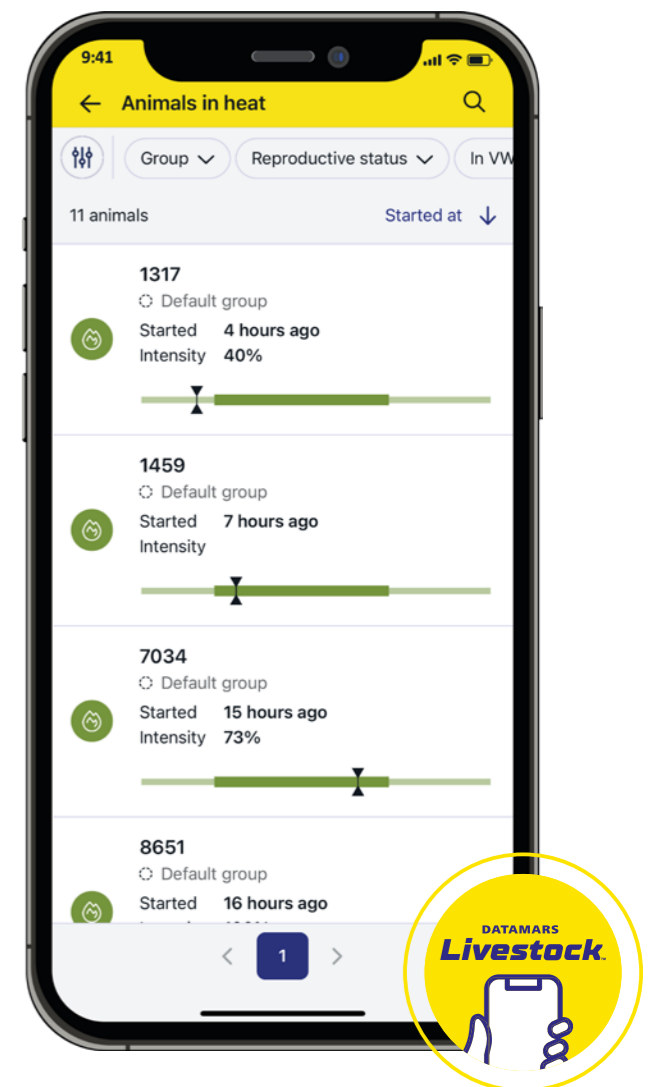 9:41
Animals in heat
Group
Reproductive status
In VW
11 animals
Started at
1317
Default group
Started 4 hours ago
Intensity 40%
1459
Default group
Started 7 hours ago
Intensity
7034
Default group
Started 15 hours ago
Intensity 73%
8651
Default group
Started 16 hours ago
1
DATAMARS
Livestock